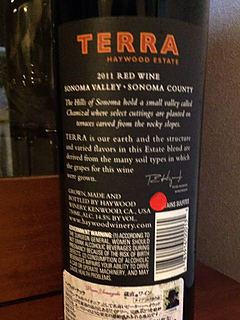 TERRA
HAYWOOD ESTATE
2011 RED WINE
SONOMA VALLEY • SONOMA COUNTY
The Hills of Sonoma hold a small valley called
Chamizal where select cuttings are planted on
terraces carved from the rocky slopes.
TERRA is our earth and the structure
and varied flavors in this Estate blend are
derived from the many soil types in which
the grapes for this wine
were grown.
GROWN, MADE AND
BOTTLED BY HAYWOOD
WINERY, KENWOOD, CA., USA
750ML. ALC. 14.5% BY VOL.
www.haywoodwinery.com
AINS SULFITES
GOVERNMENT WARNING: (1) ACCORDING TO
THE SURGEON GENERAL, WOMEN SHOULD
NOT DRINK ALCOHOLIC BEVERAGES DURING
PREGNANCY BECAUSE OF THE RISK OF BIRTH
DEFECTS. (2) CONSUMPTION OF ALCOHOLIC
BEVERAGES IMPAIRS YOUR ABILITY TO DRIVE
A CAR OR OPERATE MACHINERY, AND MAY
CAUSE HEALTH PROBLEMS.